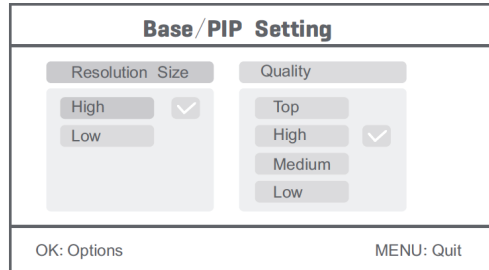 Base/PIP Setting
Resolution Size
High
Low
Quality
Top
High
Medium
Low
OK: Options
MENU: Quit